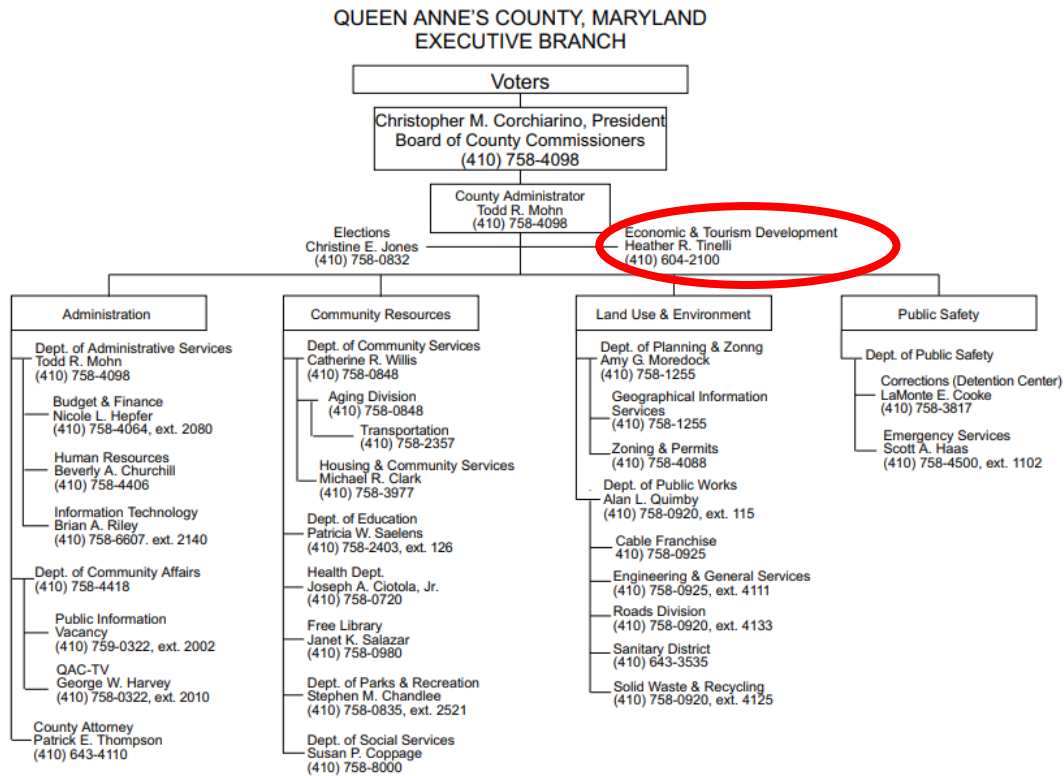 QUEEN ANNE'S COUNTY, MARYLAND
EXECUTIVE BRANCH
Voters
Christopher M. Corchiarino, President
Board of County Commissioners
(410) 758-4098
County Administrator
Todd R. Mohn
(410) 758-4098
Elections
Christine E. Jones
(410) 758-0832
Economic & Tourism Development
Heather R. Tinelli
(410) 604-2100
Administration
Dept. of Administrative Services
Todd R. Mohn
(410) 758-4098
Budget & Finance
Nicole L. Hepfer
(410) 758-4064, ext. 2080
Human Resources
Beverly A. Churchill
(410) 758-4406
Information Technology
Brian A. Riley
(410) 758-6607. ext. 2140
Dept. of Community Affairs
(410) 758-4418
Public Information
Vacancy
(410) 759-0322, ext. 2002
QAC-TV
George W. Harvey
(410) 758-0322, ext. 2010
County Attorney
Patrick E. Thompson
(410) 643-4110
Community Resources
Dept. of Community Services
Catherine R. Willis
(410) 758-0848
Aging Division
(410) 758-0848
Transportation
(410) 758-2357
Housing & Community Services
Michael R. Clark
(410) 758-3977
Dept. of Education
Patricia W. Saelens
(410) 758-2403, ext. 126
Health Dept.
Joseph A. Ciotola, Jr.
(410) 758-0720
Free Library
Janet K. Salazar
(410) 758-0980
Dept. of Parks & Recreation
Stephen M. Chandlee
(410) 758-0835, ext. 2521
Dept. of Social Services
Susan P. Coppage
(410) 758-8000
Land Use & Environment
Dept. of Planning & Zonng
Amy G. Moredock
(410) 758-1255
Geographical Information
Services
(410) 758-1255
Zoning & Permits
(410) 758-4088
Dept. of Public Works
Alan L. Quimby
(410) 758-0920, ext. 115
Cable Franchise
410) 758-0925
Engineering & General Services
(410) 758-0925, ext. 4111
Roads Division
(410) 758-0920, ext. 4133
Sanitary District
(410) 643-3535
Solid Waste & Recycling
(410) 758-0920, ext. 4125
Public Safety
Dept. of Public Safety
Corrections (Detention Center)
LaMonte E. Cooke
(410) 758-3817
Emergency Services
Scott A. Haas
(410) 758-4500, ext. 1102